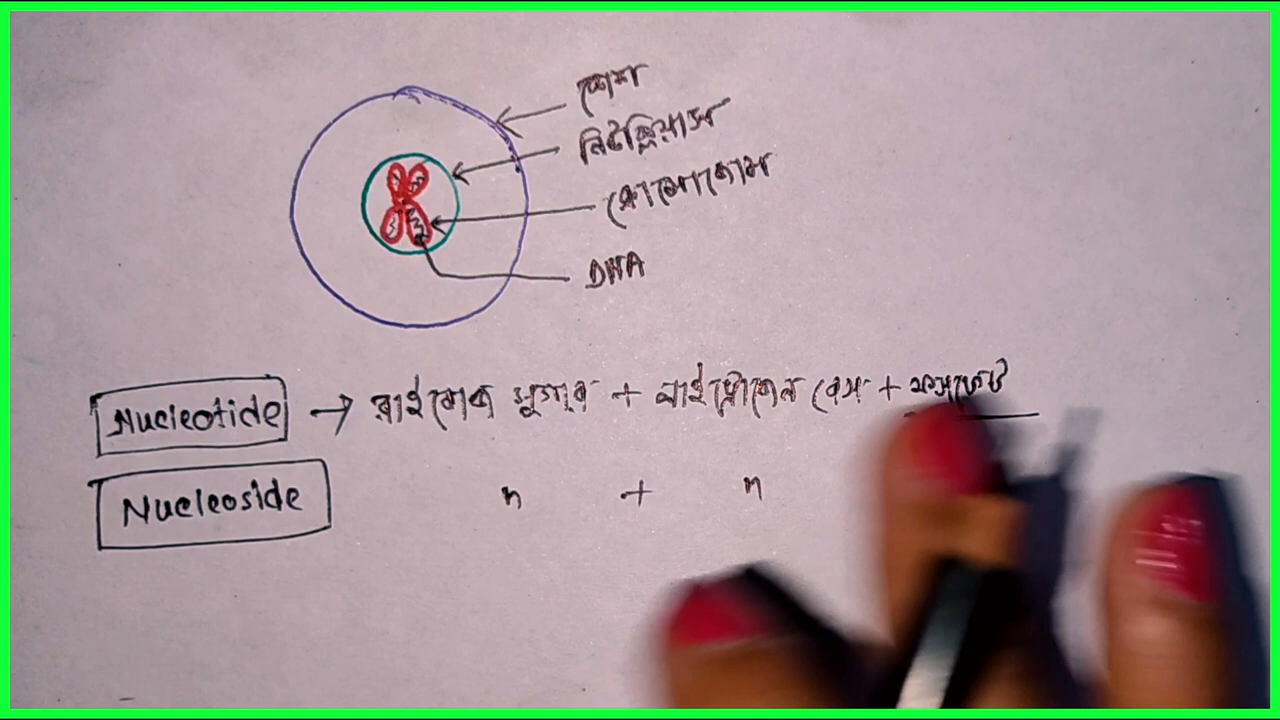 কোষ
নিউক্লিয়াস
ক্রোমোজোম
DNA
Nucleotide → রাইবোজ সুগার + নাইট্রোজেন বেস + ফসফেট
Nucleoside " + "